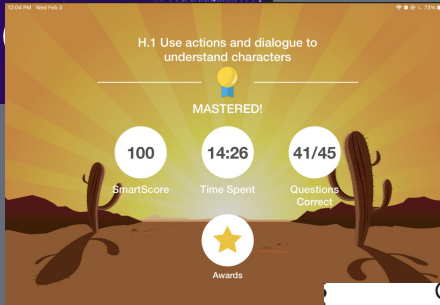 12:04 PM Wed Feb 3
73%
H.1 Use actions and dialogue to
understand characters
MASTERED!
100
14:26
41/45
SmartScore
Time Spent
Questions
Correct
Awards